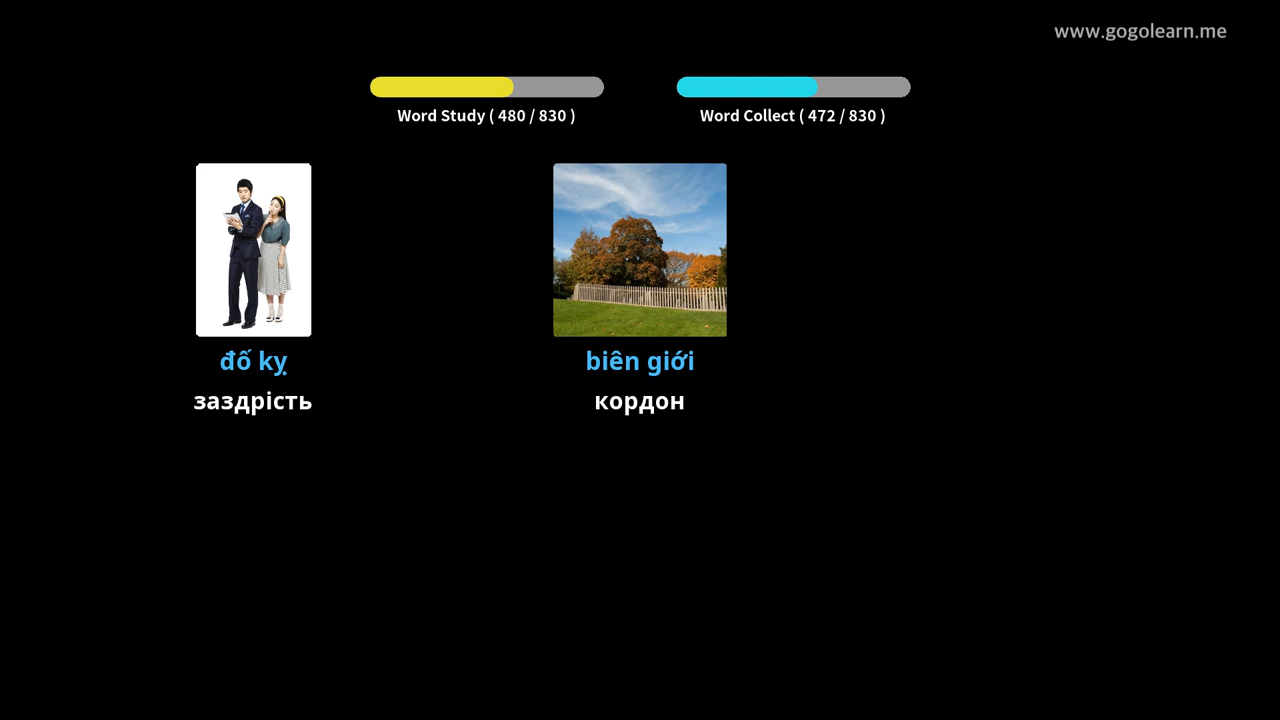 www.gogolearn.me
Word Study ( 480 / 830 )
Word Collect ( 472 / 830 )
đố kỵ
заздрість
biên giới
кордон